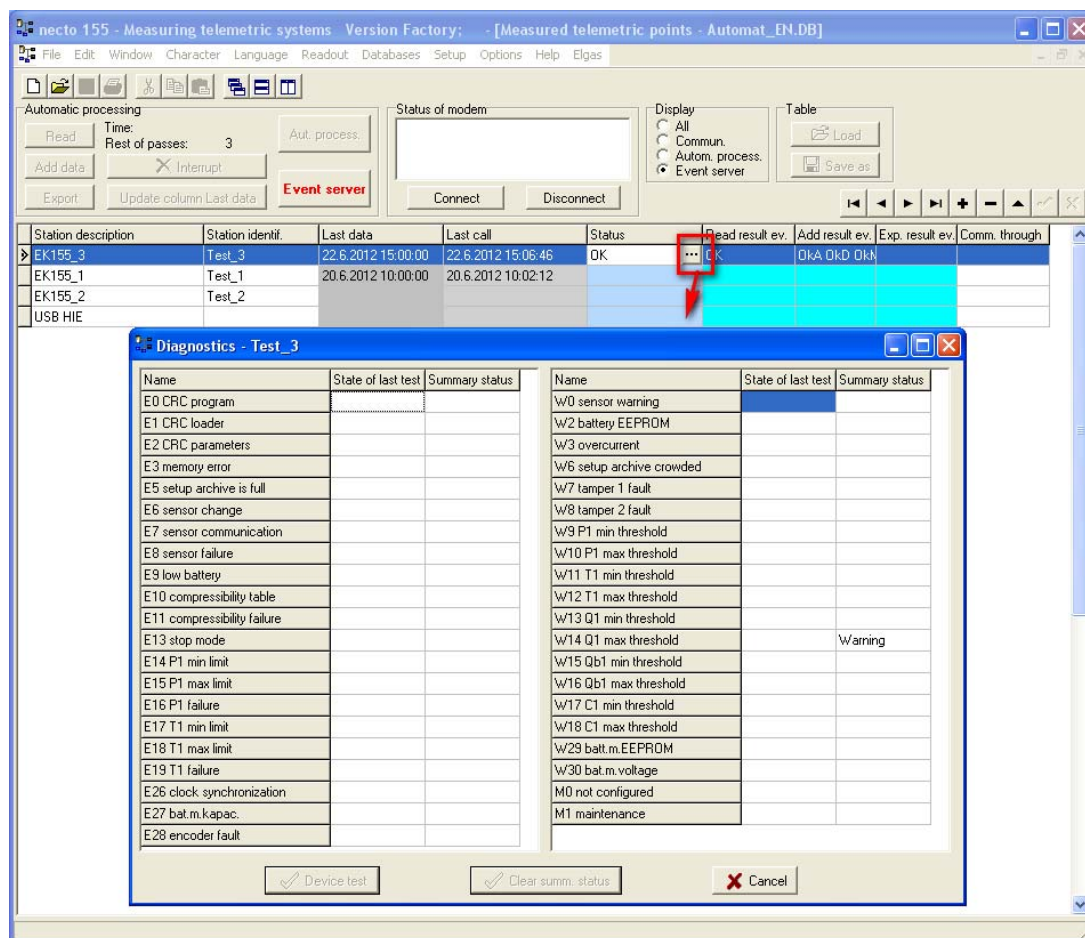 necto 155 - Measuring telemetric systems Version Factory; - [Measured telemetric points - Automat_EN.DB]
File Edit Window Character Language Readout Databases Setup Options Help Elgas
Automatic processing
Read
Time:
Rest of passes: 3
Aut. process.
Add data
Interrupt
Export
Update column Last data
Event server
Status of modem
Connect
Disconnect
Display
All
Commun.
Autom. process.
Event server
Table
Load
Save as
Station description Station identif. Last data Last call Status Read result ev. Add result ev. Exp. result ev. Comm. through
EK155_3 Test_3 22.6.2012 15:00:00 22.6.2012 15:06:46 OK ... OK OkA OkD OkM
EK155_1 Test_1 20.6.2012 10:00:00 20.6.2012 10:02:12
EK155_2 Test_2
USB HIE
Diagnostics - Test_3
Name State of last test Summary status
E0 CRC program
E1 CRC loader
E2 CRC parameters
E3 memory error
E5 setup archive is full
E6 sensor change
E7 sensor communication
E8 sensor failure
E9 low battery
E10 compressibility table
E11 compressibility failure
E13 stop mode
E14 P1 min limit
E15 P1 max limit
E16 P1 failure
E17 T1 min limit
E18 T1 max limit
E19 T1 failure
E26 clock synchronization
E27 bat.m.kapac.
E28 encoder fault
Name State of last test Summary status
W0 sensor warning
W2 battery EEPROM
W3 overcurrent
W6 setup archive crowded
W7 tamper 1 fault
W8 tamper 2 fault
W9 P1 min threshold
W10 P1 max threshold
W11 T1 min threshold
W12 T1 max threshold
W13 Q1 min threshold
W14 Q1 max threshold Warning
W15 Qb1 min threshold
W16 Qb1 max threshold
W17 C1 min threshold
W18 C1 max threshold
W29 batt.m.EEPROM
W30 bat.m.voltage
M0 not configured
M1 maintenance
Device test
Clear summ. status
Cancel